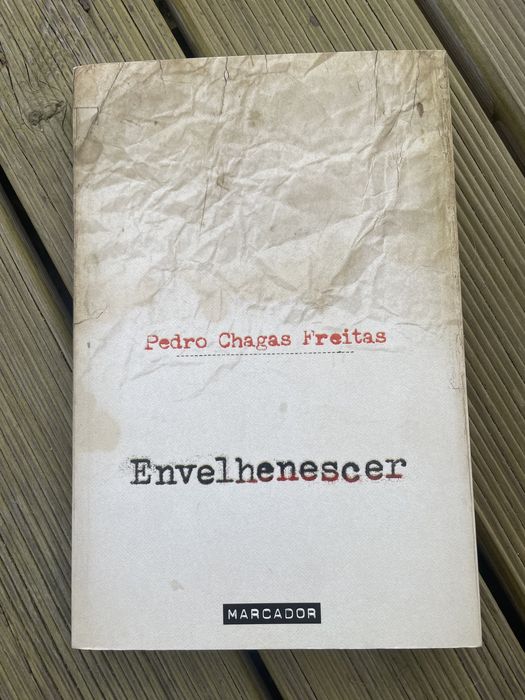 Pedro Chagas Freitas
Envelhenescer
MARCADOR